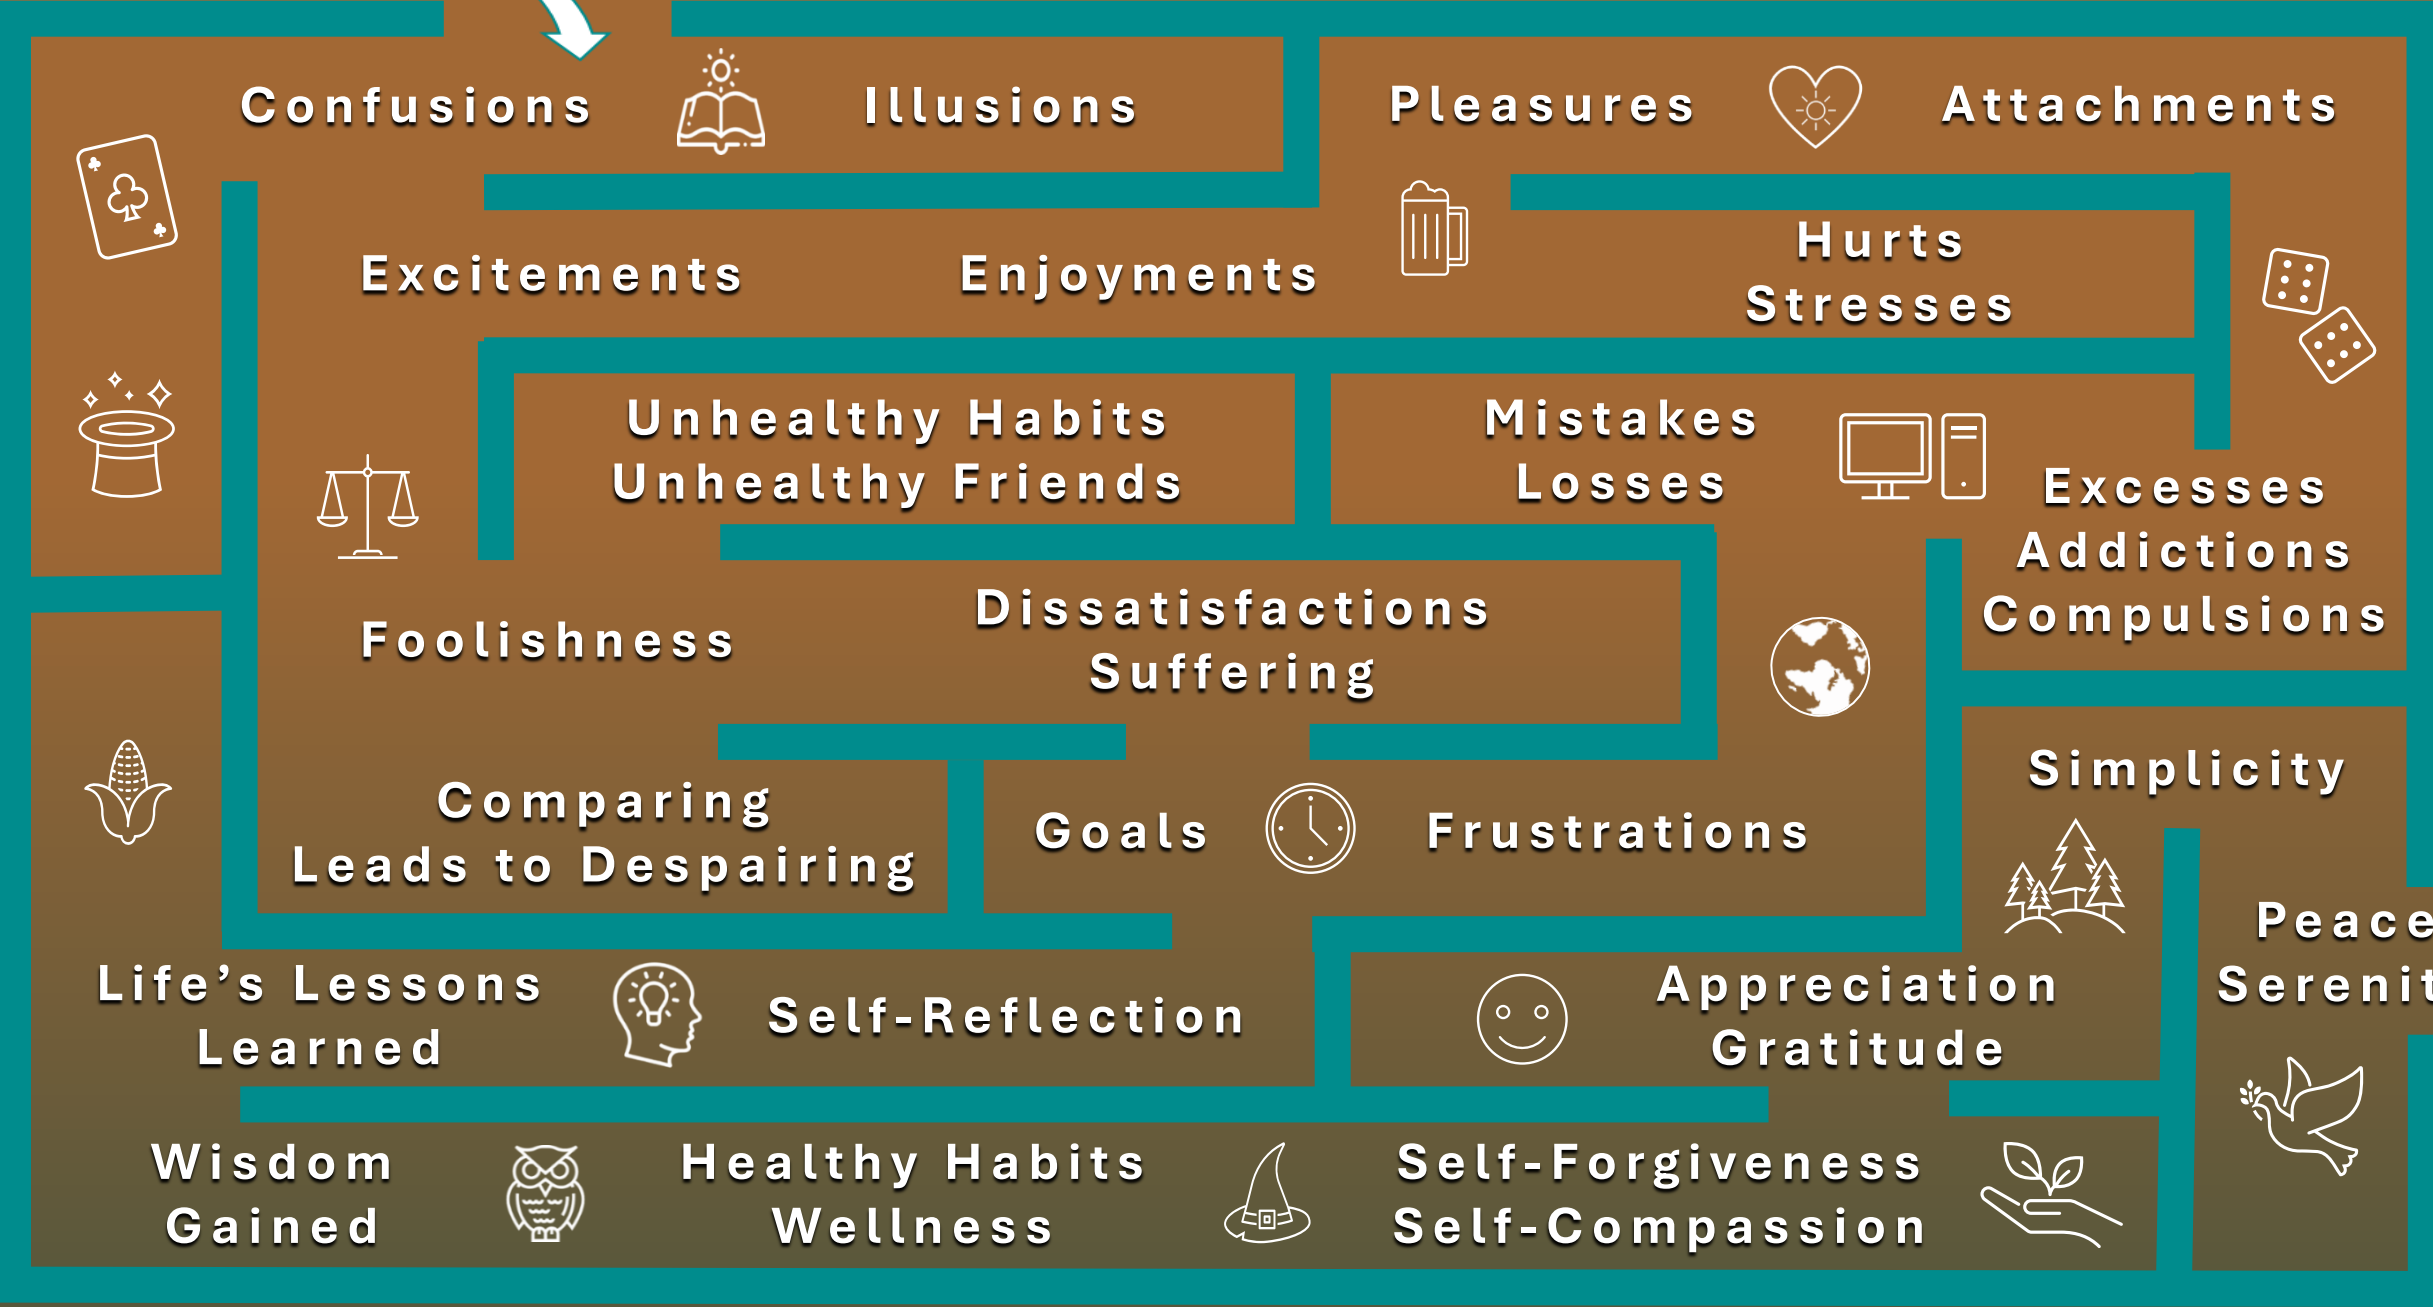 Confusions
Illusions
Pleasures
Attachments
Excitements
Enjoyments
Hurts
Stresses
Unhealthy Habits
Unhealthy Friends
Mistakes
Losses
Excesses
Addictions
Compulsions
Foolishness
Dissatisfactions
Suffering
Simplicity
Comparing
Leads to Despairing
Goals
Frustrations
Peace
Serenit
Life’s Lessons
Learned
Self-Reflection
Appreciation
Gratitude
Wisdom
Gained
Healthy Habits
Wellness
Self-Forgiveness
Self-Compassion